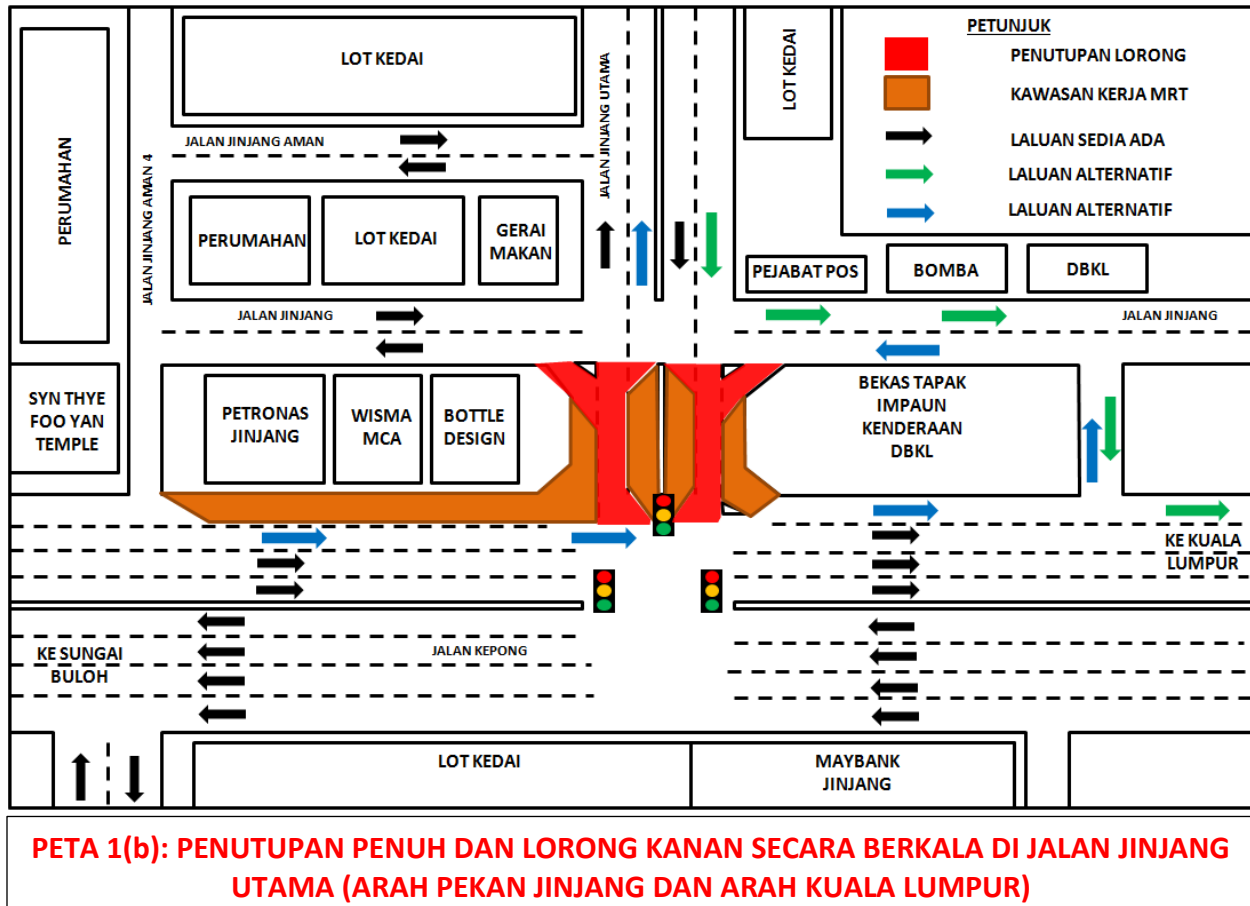 PETUNJUK
PENUTUPAN LORONG
KAWASAN KERJA MRT
LALUAN SEDIA ADA
LALUAN ALTERNATIF
LALUAN ALTERNATIF
PERUMAHAN
LOT KEDAI
JALAN JINJANG UTAMA
LOT KEDAI
JALAN JINJANG AMAN
JALAN JINJANG AMAN 4
PERUMAHAN
LOT KEDAI
GERAI
MAKAN
PEJABAT POS
BOMBA
DBKL
JALAN JINJANG
JALAN JINJANG
SYN THYE
FOO YAN
TEMPLE
PETRONAS
JINJANG
WISMA
MCA
BOTTLE
DESIGN
BEKAS TAPAK
IMPAUN
KENDERAAN
DBKL
KE KUALA
LUMPUR
KE SUNGAI
BULOH
JALAN KEPONG
LOT KEDAI
MAYBANK
JINJANG
PETA 1(b): PENUTUPAN PENUH DAN LORONG KANAN SECARA BERKALA DI JALAN JINJANG
UTAMA (ARAH PEKAN JINJANG DAN ARAH KUALA LUMPUR)